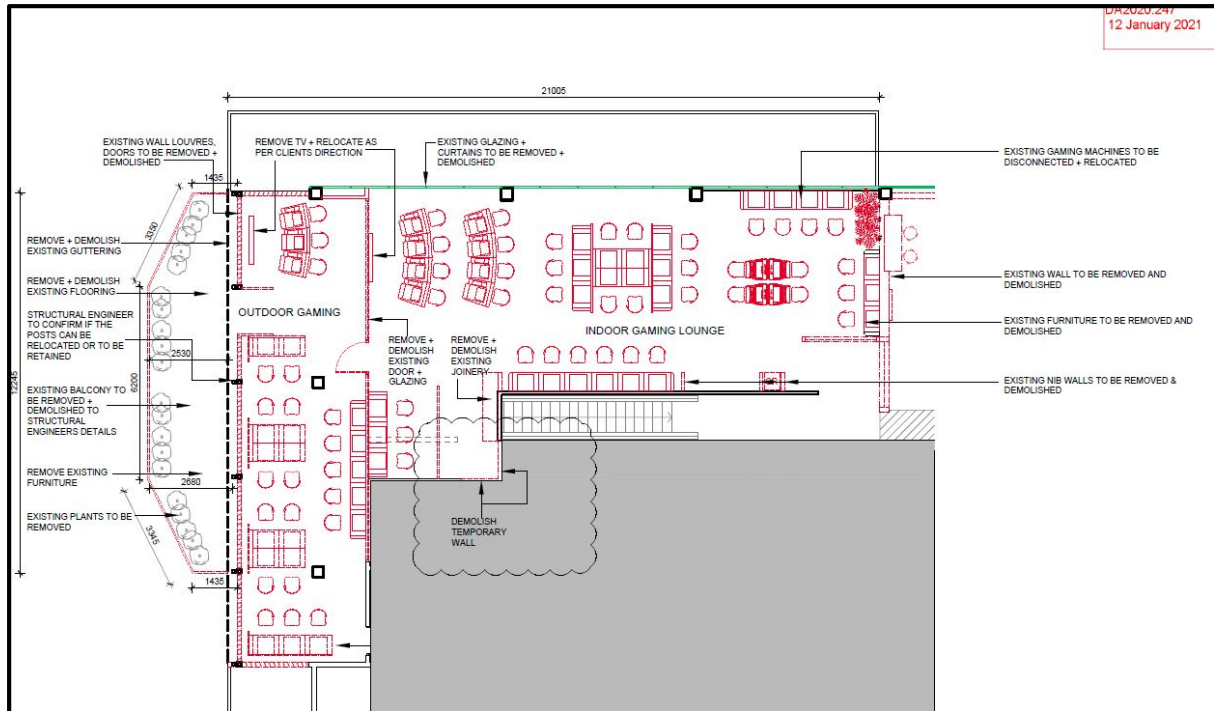 DA2020.247
12 January 2021
21005
EXISTING WALL LOUVRES,
DOORS TO BE REMOVED +
DEMOLISHED
REMOVE TV + RELOCATE AS
PER CLIENTS DIRECTION
EXISTING GLAZING +
CURTAINS TO BE REMOVED +
DEMOLISHED
EXISTING GAMING MACHINES TO BE
DISCONNECTED + RELOCATED
1435
3350
REMOVE + DEMOLISH
EXISTING GUTTERING
REMOVE + DEMOLISH
EXISTING FLOORING
STRUCTURAL ENGINEER
TO CONFIRM IF THE
POSTS CAN BE
RELOCATED OR TO BE
RETAINED
2530
12245
6200
EXISTING BALCONY TO
BE REMOVED +
DEMOLISHED TO
STRUCTURAL
ENGINEERS DETAILS
REMOVE EXISTING
FURNITURE
2680
EXISTING PLANTS TO BE
REMOVED
3345
1435
OUTDOOR GAMING
REMOVE +
DEMOLISH
EXISTING
DOOR +
GLAZING
REMOVE +
DEMOLISH
EXISTING
JOINERY
INDOOR GAMING LOUNGE
DEMOLISH
TEMPORARY
WALL
EXISTING WALL TO BE REMOVED AND
DEMOLISHED
EXISTING FURNITURE TO BE REMOVED AND
DEMOLISHED
EXISTING NIB WALLS TO BE REMOVED &
DEMOLISHED